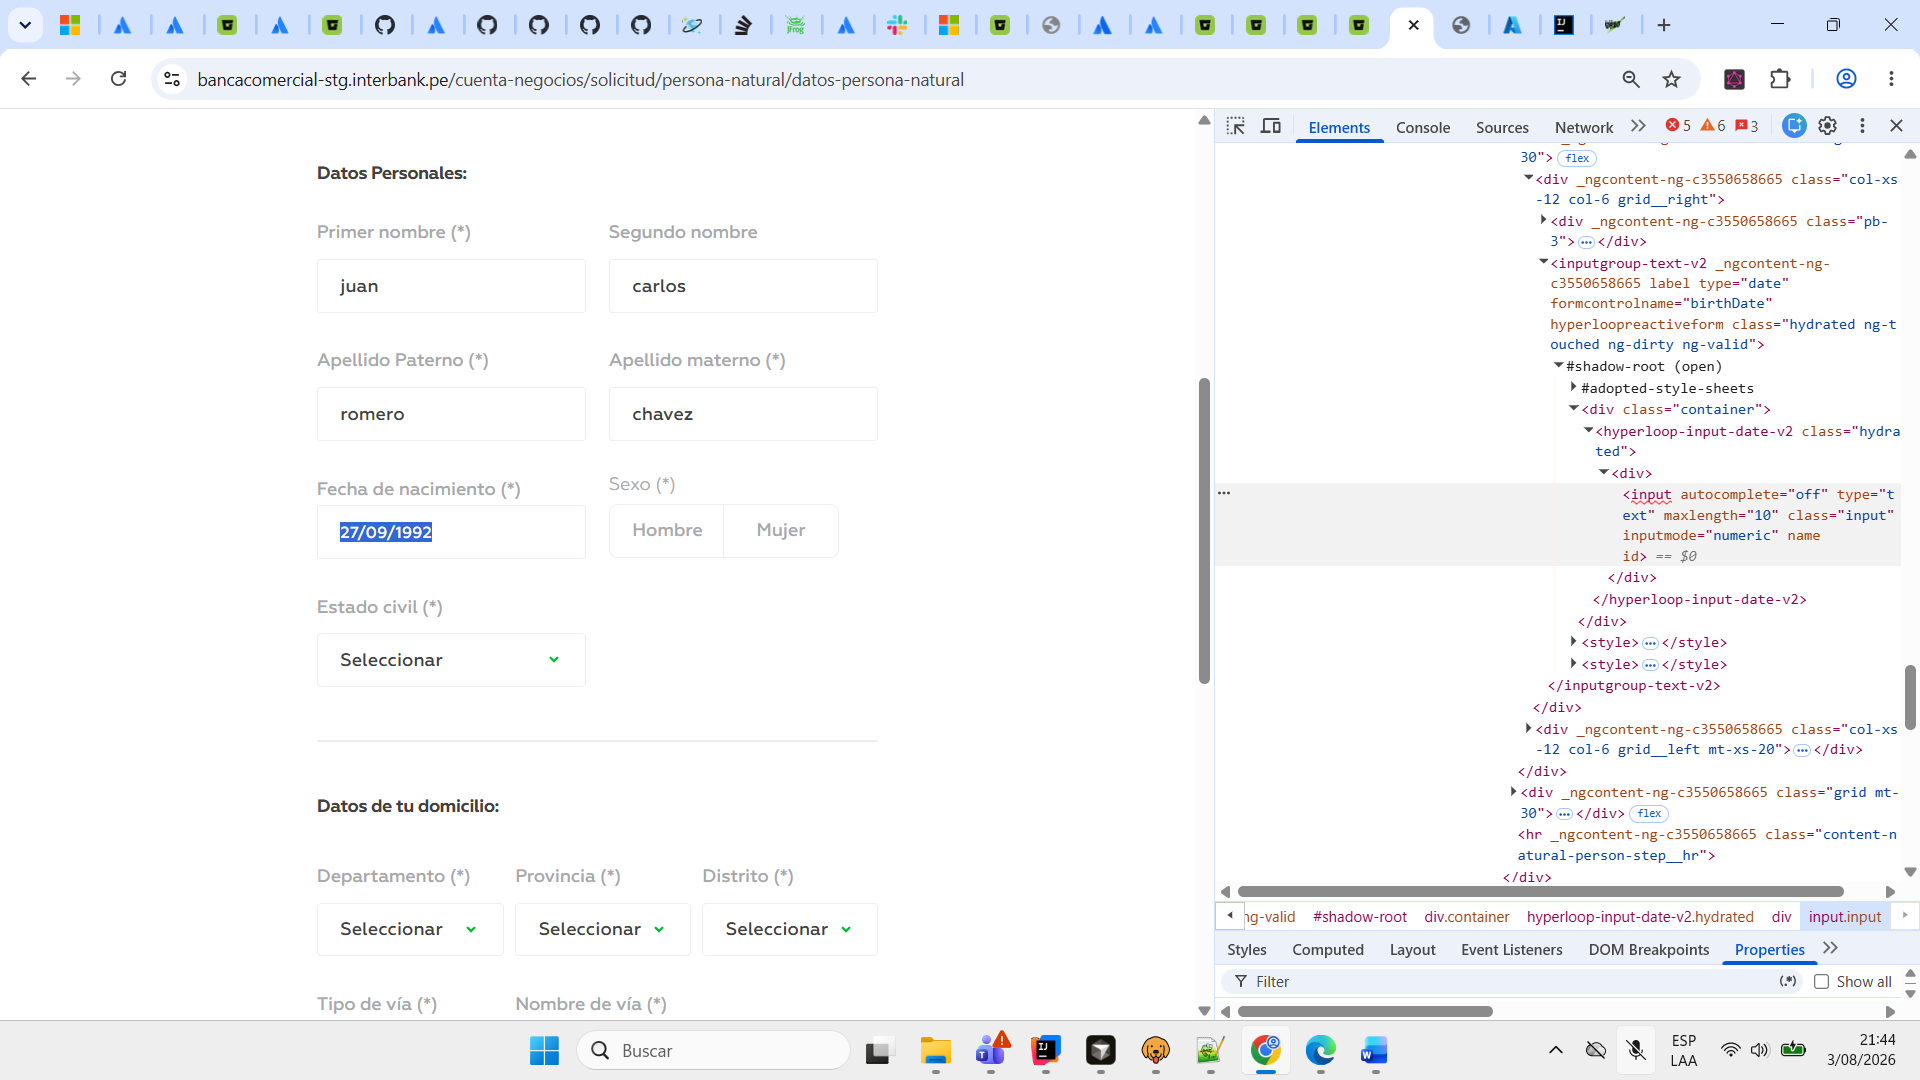 bancacomercial-stg.interbank.pe/cuenta-negocios/solicitud/persona-natural/datos-persona-natural
Datos Personales:
Primer nombre (*)
Segundo nombre
juan
carlos
Apellido Paterno (*)
Apellido materno (*)
romero
chavez
Fecha de nacimiento (*)
Sexo (*)
27/09/1992
Hombre
Mujer
Estado civil (*)
Seleccionar
Datos de tu domicilio:
Departamento (*)
Provincia (*)
Distrito (*)
Seleccionar
Seleccionar
Seleccionar
Tipo de vía (*)
Nombre de vía (*)
Elements
Console
Sources
Network
5
6
3
30"> flex
<div _ngcontent-ng-c3550658665 class="col-xs
-12 col-6 grid__right">
<div _ngcontent-ng-c3550658665 class="pb-
3"> … </div>
<inputgroup-text-v2 _ngcontent-ng-
c3550658665 label type="date"
formcontrolname="birthDate"
hyperloopreactiveform class="hydrated ng-t
ouched ng-dirty ng-valid">
#shadow-root (open)
#adopted-style-sheets
<div class="container">
<hyperloop-input-date-v2 class="hydra
ted">
<div>
<input autocomplete="off" type="t
ext" maxlength="10" class="input"
inputmode="numeric" name
id> == $0
</div>
</hyperloop-input-date-v2>
</div>
<style> … </style>
<style> … </style>
</inputgroup-text-v2>
</div>
<div _ngcontent-ng-c3550658665 class="col-xs
-12 col-6 grid__left mt-xs-20"> … </div>
</div>
<div _ngcontent-ng-c3550658665 class="grid mt-
30"> … </div> flex
<hr _ngcontent-ng-c3550658665 class="content-n
atural-person-step__hr">
</div>
ng-valid
#shadow-root
div.container
hyperloop-input-date-v2.hydrated
div
input.input
Styles
Computed
Layout
Event Listeners
DOM Breakpoints
Properties
Filter
(.*)
Show all
Buscar
ESP
LAA
21:44
3/08/2026